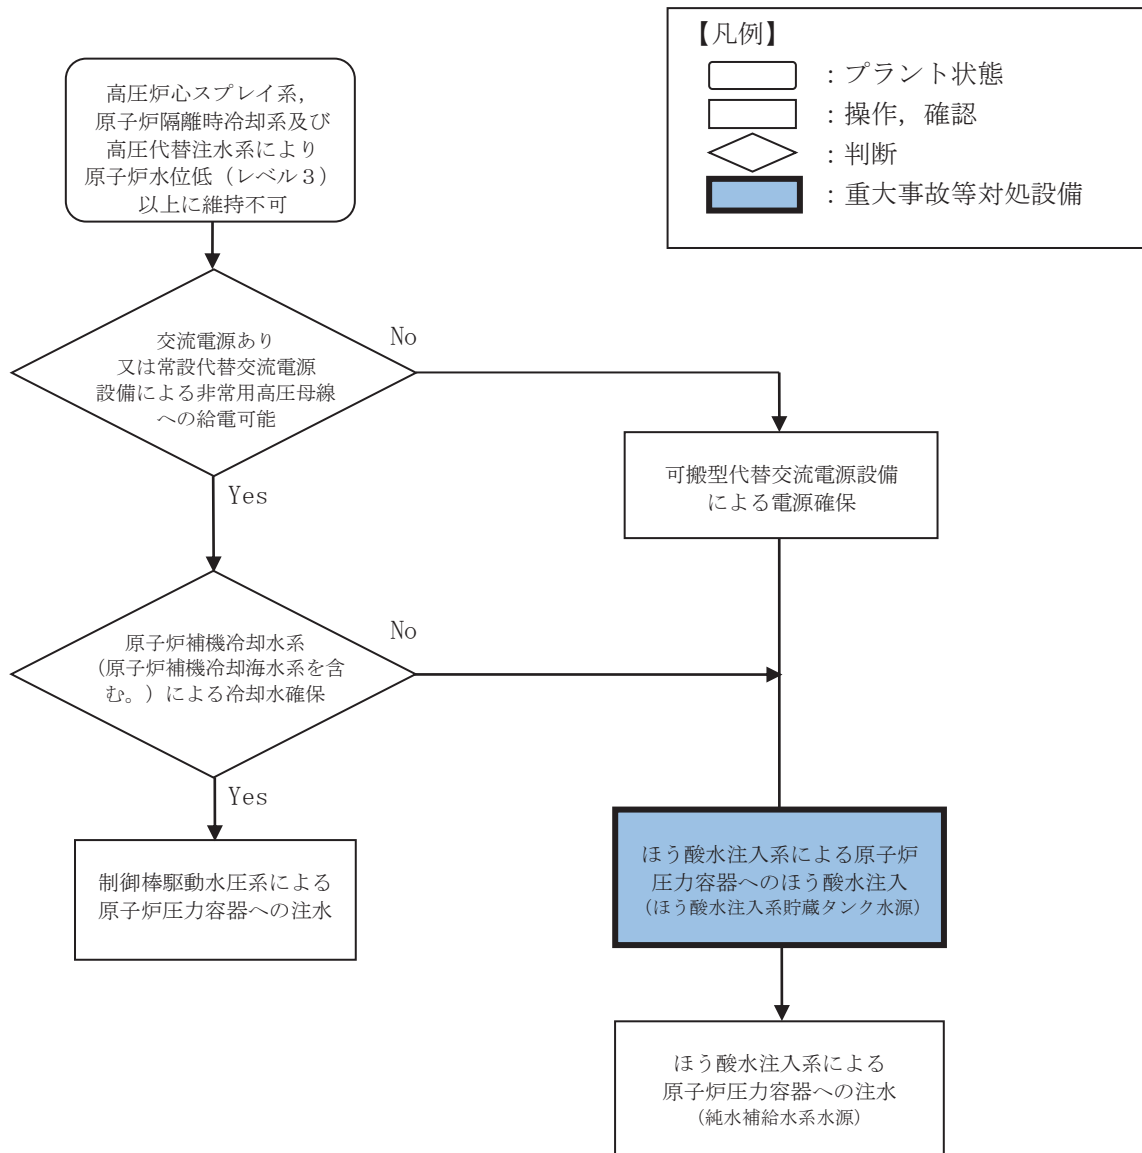 【凡例】
：プラント状態
：操作，確認
：判断
：重大事故等対処設備
高圧炉心スプレイ系，
原子炉隔離時冷却系及び
高圧代替注水系により
原子炉水位低（レベル３）
以上に維持不可
交流電源あり
又は常設代替交流電源
設備による非常用高圧母線
への給電可能
No
Yes
可搬型代替交流電源設備
による電源確保
原子炉補機冷却水系
（原子炉補機冷却海水系を含
む。）による冷却水確保
No
Yes
制御棒駆動水圧系による
原子炉圧力容器への注水
ほう酸水注入系による原子炉
圧力容器へのほう酸水注入
（ほう酸水注入系貯蔵タンク水源）
ほう酸水注入系による
原子炉圧力容器への注水
（純水補給水系水源）